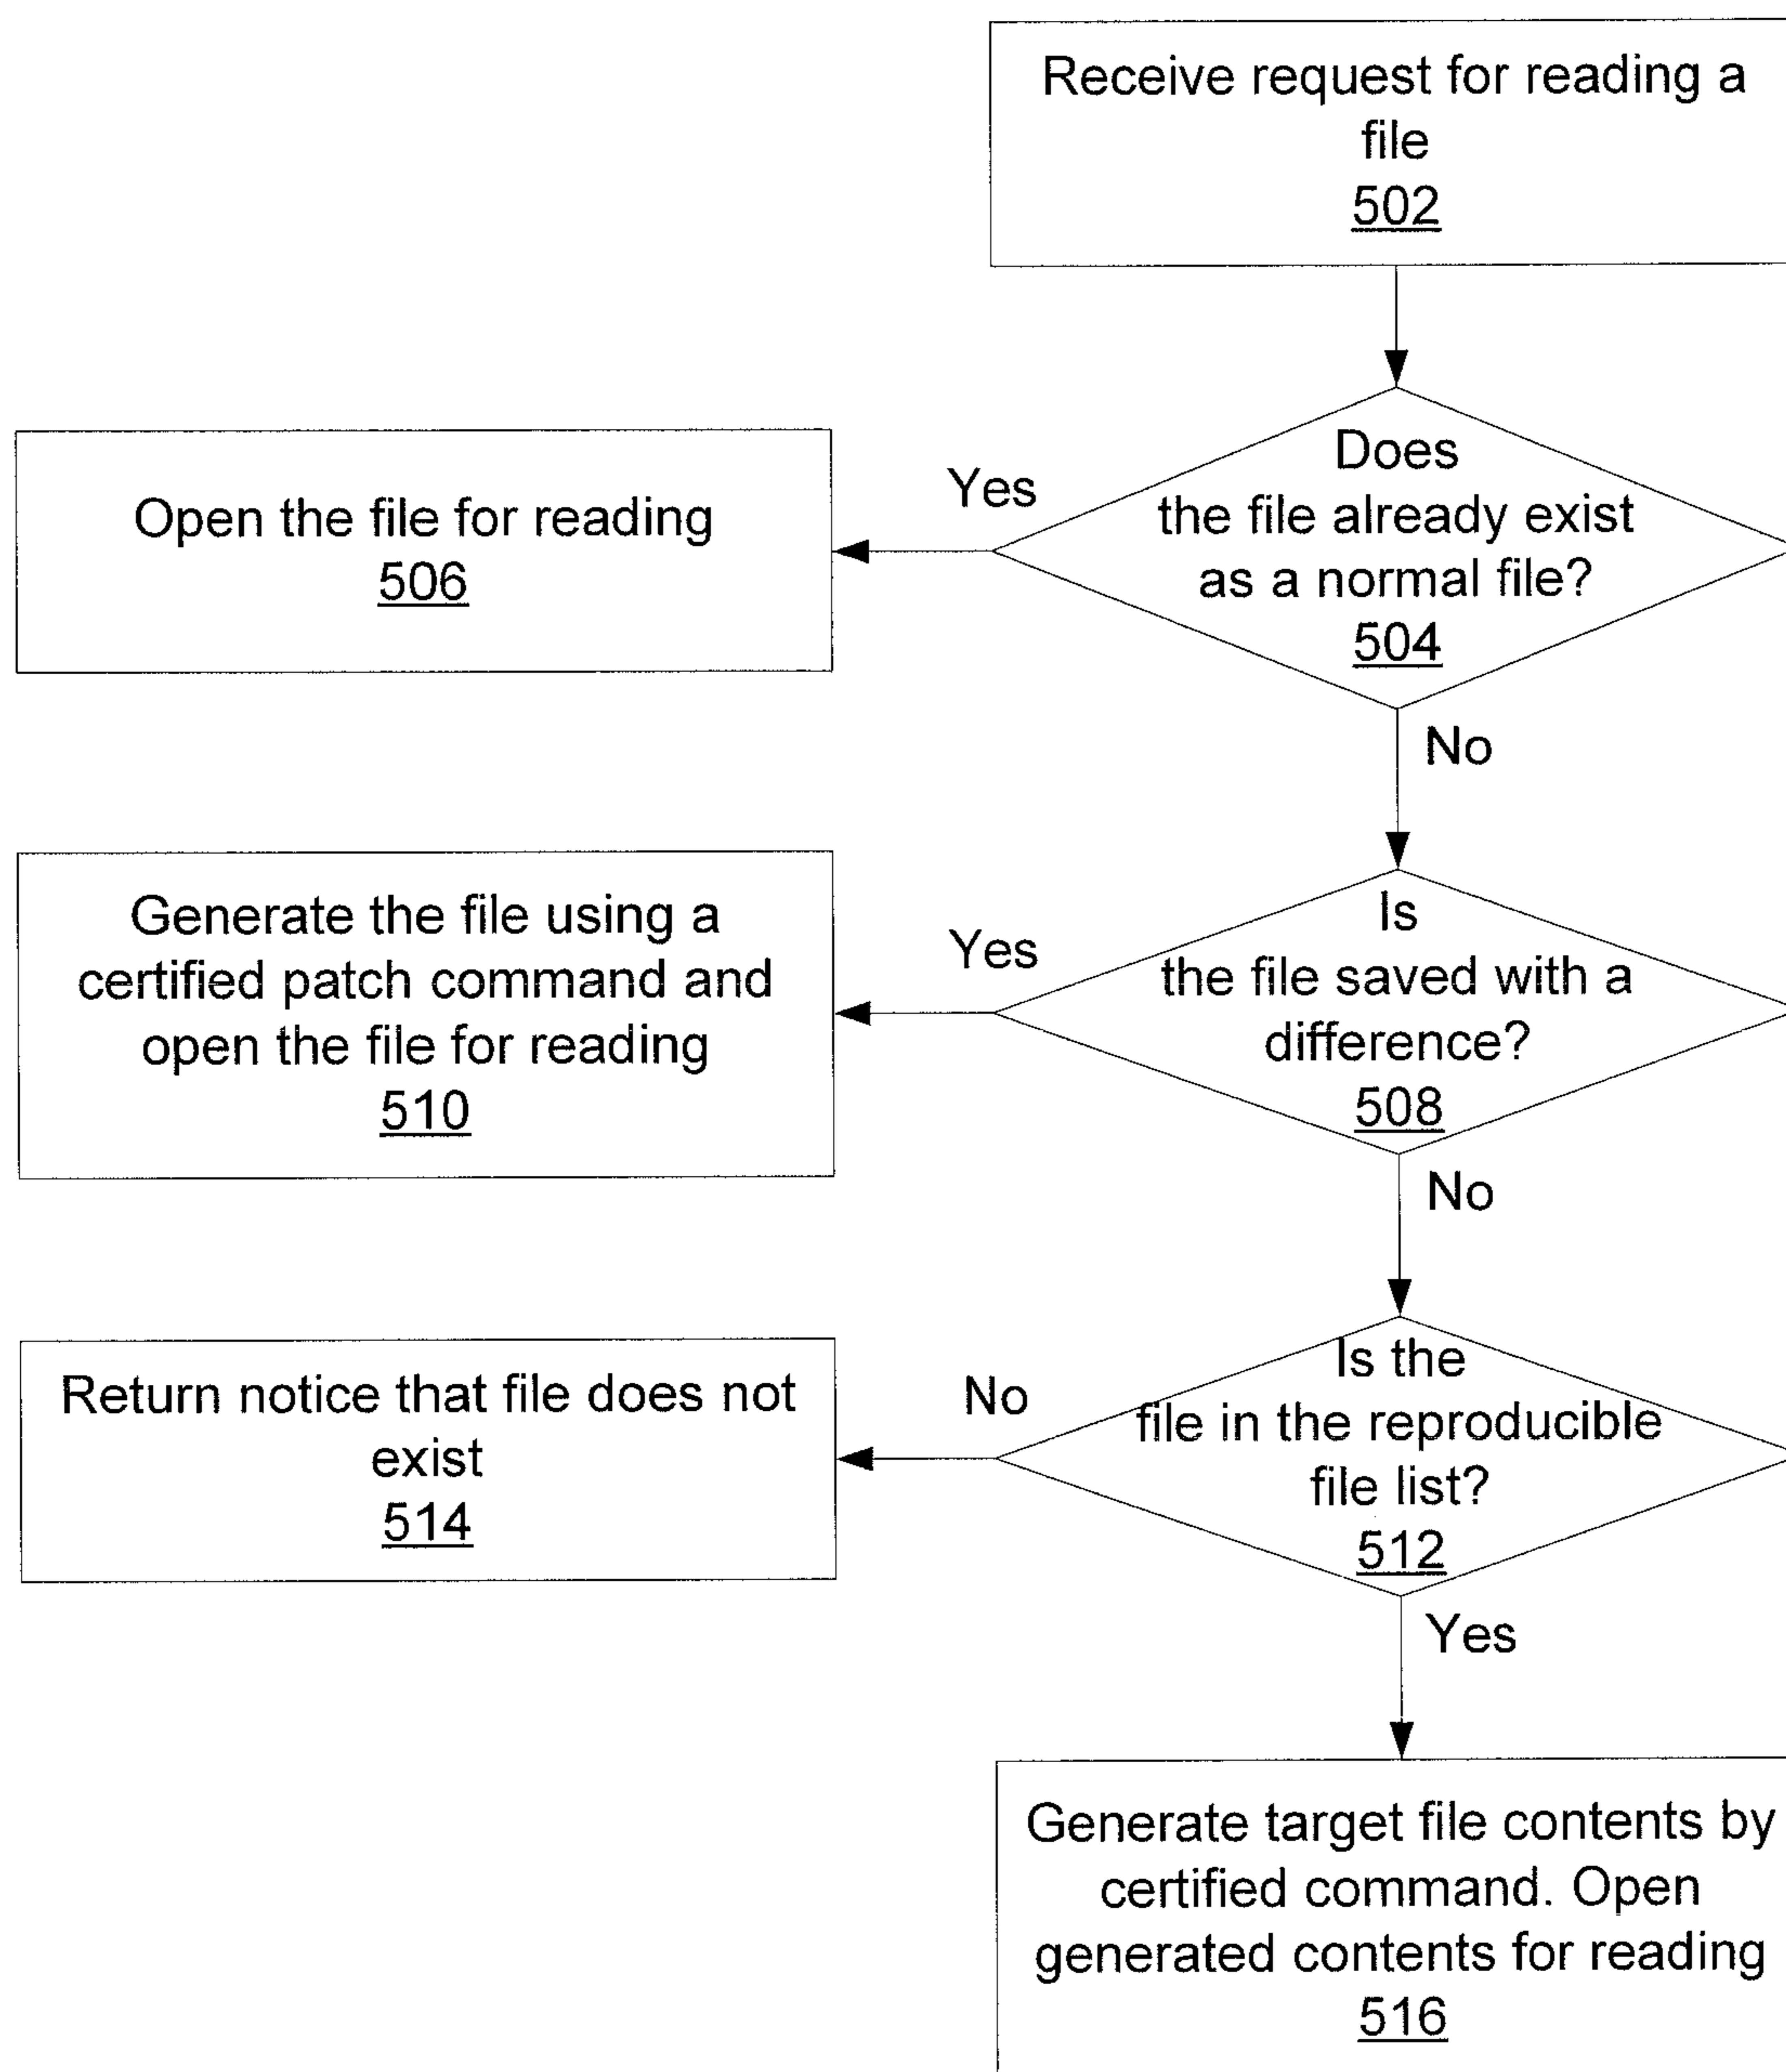 Receive request for reading a
file
502
Does
the file already exist
as a normal file?
504
Yes
Open the file for reading
506
No
Is
the file saved with a
difference?
508
Yes
Generate the file using a
certified patch command and
open the file for reading
510
No
Is the
file in the reproducible
file list?
512
No
Return notice that file does not
exist
514
Yes
Generate target file contents by
certified command. Open
generated contents for reading
516